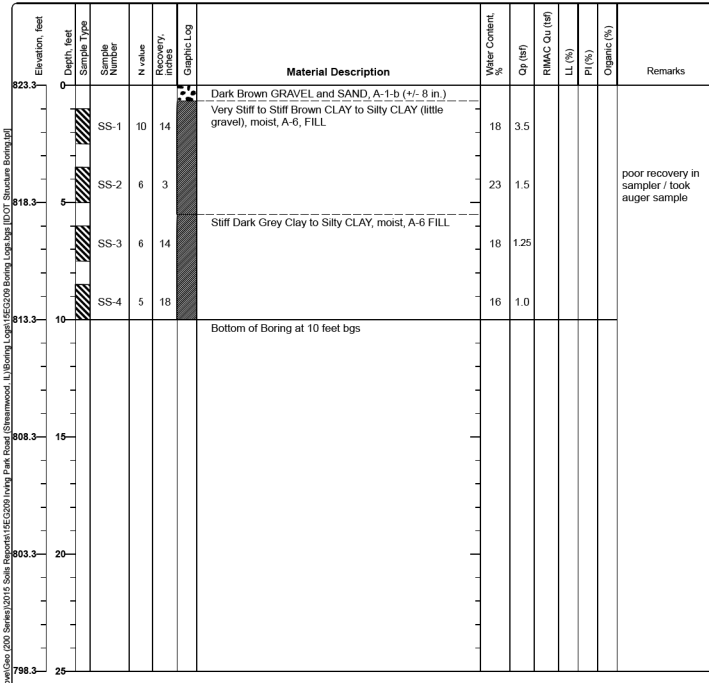 Elevation, feet
Depth, feet
Sample Type
Sample Number
N value
Recovery, inches
Graphic Log
Material Description
Water Content, %
Qp (tsf)
RIMAC Qu (tsf)
LL (%)
PI (%)
Organic (%)
Remarks
823.3 0
Dark Brown GRAVEL and SAND, A-1-b (+/- 8 in.)
Very Stiff to Stiff Brown CLAY to Silty CLAY (little
gravel), moist, A-6, FILL
SS-1 10 14 18 3.5
SS-2 6 3 23 1.5
poor recovery in
sampler / took
auger sample
818.3 5
Stiff Dark Grey Clay to Silty CLAY, moist, A-6 FILL
SS-3 6 14 18 1.25
SS-4 5 18 16 1.0
813.3 10
Bottom of Boring at 10 feet bgs
808.3 15
803.3 20
798.3 25
Geo (200 Series)\2015 Soils Reports\15EG209 Irving Park Road (Streamwood, IL)\Boring Logs\15EG209 Boring Logs.bgs [IDOT Structure Boring.tpl]